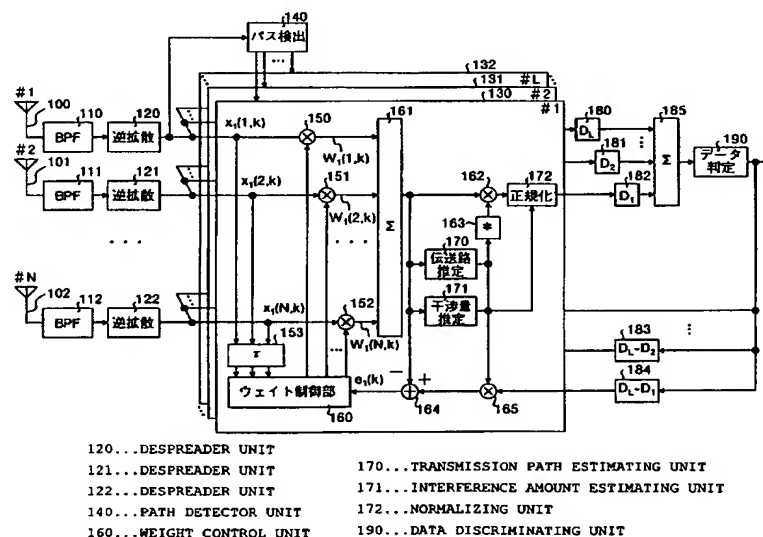 140
パス検出
132
131 #L
130 #2
#1
#1
100
110
BPF
120
逆拡散
x₁(1,k)
150
W₁(1,k)
161
Σ
#2
101
111
BPF
121
逆拡散
x₁(2,k)
151
W₁(2,k)
#N
102
112
BPF
122
逆拡散
x₁(N,k)
152
W₁(N,k)
153
τ
ウェイト制御部
160
e₁(k)
162
163
*
172
正規化
170
伝送路
推定
171
干渉量
推定
−
+
164
165
180
D_L
181
D₂
182
D₁
185
Σ
190
データ
判定
183
D_L-D₂
184
D_L-D₁
120...DESPREADER UNIT
121...DESPREADER UNIT
122...DESPREADER UNIT
140...PATH DETECTOR UNIT
160...WEIGHT CONTROL UNIT
170...TRANSMISSION PATH ESTIMATING UNIT
171...INTERFERENCE AMOUNT ESTIMATING UNIT
172...NORMALIZING UNIT
190...DATA DISCRIMINATING UNIT